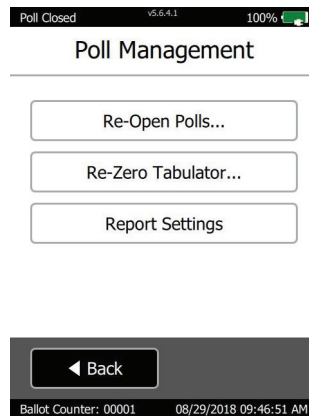 Poll Closed v5.6.4.1 100%
Poll Management
Re-Open Polls...
Re-Zero Tabulator...
Report Settings
Back
Ballot Counter: 00001 08/29/2018 09:46:51 AM